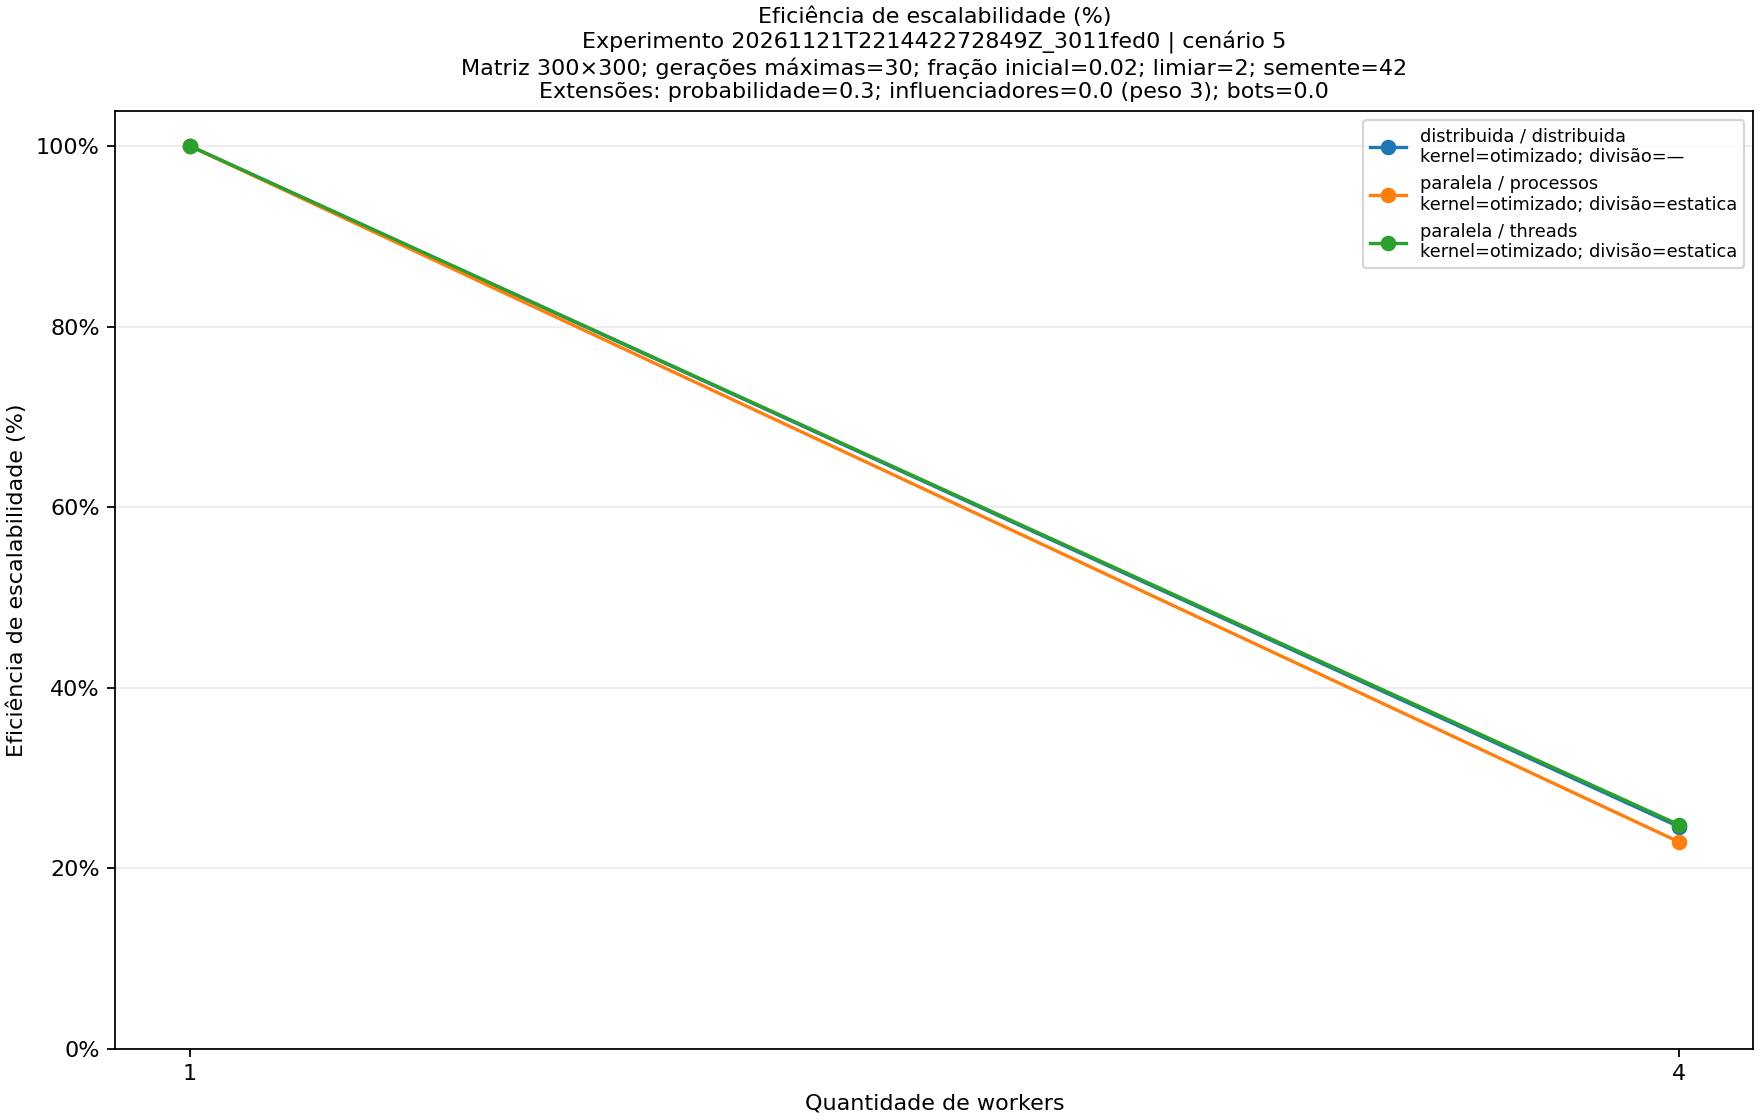 Eficiência de escalabilidade (%)
Experimento 20261121T221442272849Z_3011fed0 | cenário 5
Matriz 300×300; gerações máximas=30; fração inicial=0.02; limiar=2; semente=42
Extensões: probabilidade=0.3; influenciadores=0.0 (peso 3); bots=0.0
distribuida / distribuida
kernel=otimizado; divisão=—
paralela / processos
kernel=otimizado; divisão=estatica
paralela / threads
kernel=otimizado; divisão=estatica
Eficiência de escalabilidade (%)
100%
80%
60%
40%
20%
0%
1
4
Quantidade de workers